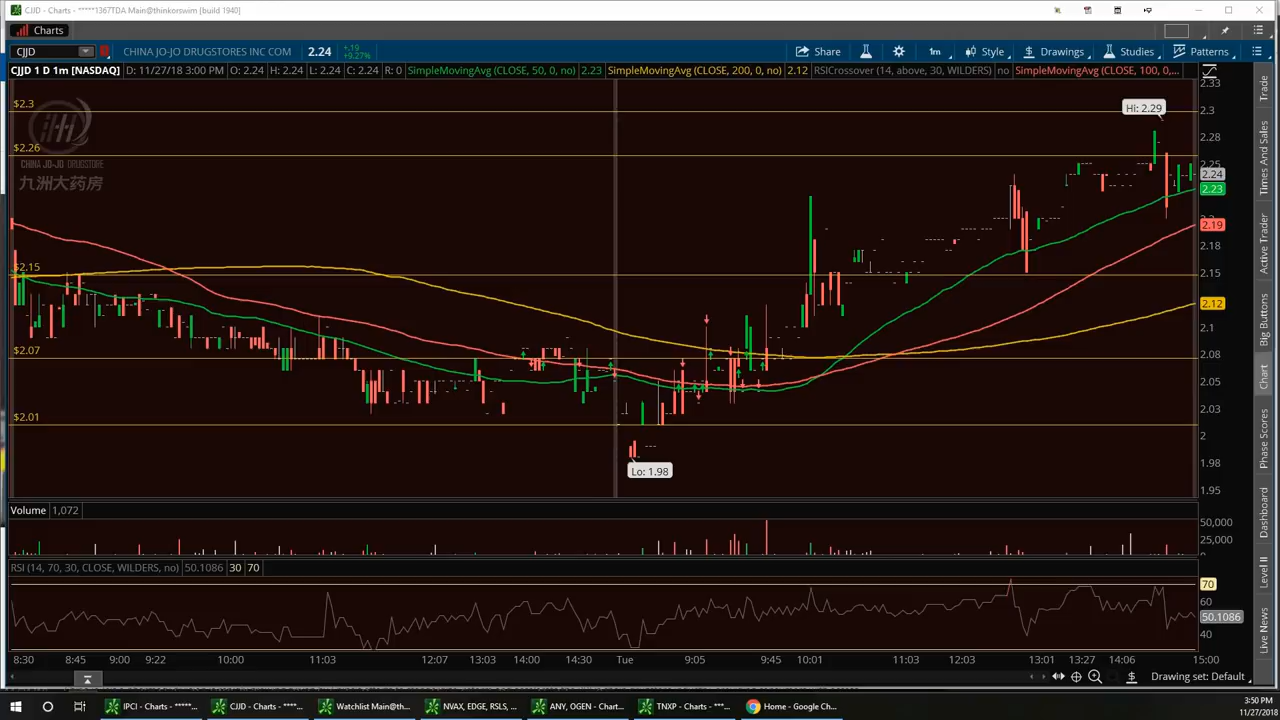 CJJD - Charts - *****1367TDA Main@thinkorswim [build 1940]
Charts
CJJD
CHINA JO-JO DRUGSTORES INC COM
2.24
+.19
+9.27%
Share
1m
Style
Drawings
Studies
Patterns
CJJD 1 D 1m [NASDAQ]
D: 11/27/18 3:00 PM
O: 2.24
H: 2.24
L: 2.24
C: 2.24
R: 0
SimpleMovingAvg (CLOSE, 50, 0, no)
2.23
SimpleMovingAvg (CLOSE, 200, 0, no)
2.12
RSICrossover (14, above, 30, WILDERS)
no
SimpleMovingAvg (CLOSE, 100, 0,...
$2.3
$2.26
$2.15
$2.07
$2.01
CHINA JO-JO DRUGSTORE
九洲大药房
Hi: 2.29
Lo: 1.98
2.33
2.3
2.28
2.25
2.24
2.23
2.2
2.19
2.18
2.15
2.12
2.1
2.08
2.05
2.03
2
1.98
1.95
Trade
Times And Sales
Active Trader
Big Buttons
Chart
Phase Scores
Dashboard
Level II
Live News
Volume
1,072
50,000
25,000
RSI (14, 70, 30, CLOSE, WILDERS, no)
50.1086
30
70
70
60
50.1086
40
8:30
8:45
9:00
9:22
10:00
11:03
12:07
13:03
14:00
14:30
Tue
9:05
9:45
10:01
11:03
12:03
13:01
13:27
14:06
15:00
Drawing set: Default
JPCI - Charts - *****...
CJJD - Charts - ****...
Watchlist Main@th...
NVAX, EDGE, RSLS, ...
ANY, OGEN - Chart...
TNXP - Charts - ***...
Home - Google Ch...
3:50 PM
11/27/2018